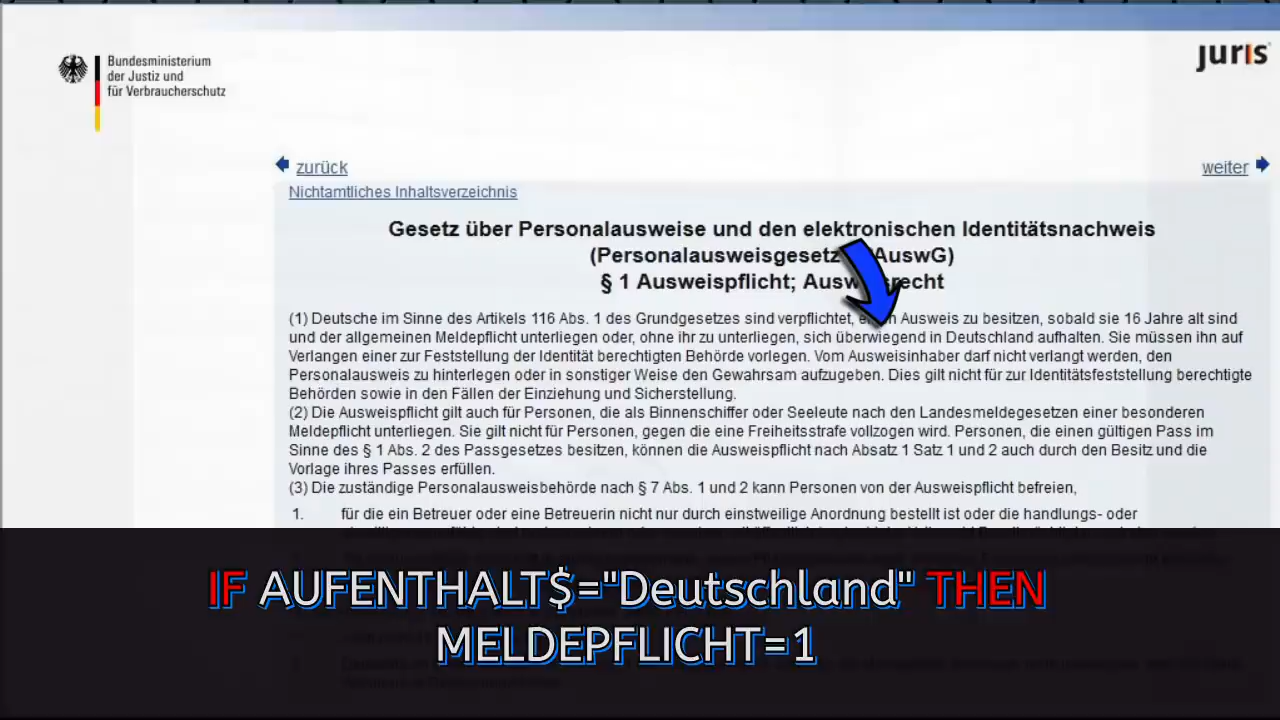 Bundesministerium
der Justiz und
für Verbraucherschutz
juris
zurück
weiter
Nichtamtliches Inhaltsverzeichnis
Gesetz über Personalausweise und den elektronischen Identitätsnachweis
(Personalausweisgesetz AuswG)
§ 1 Ausweispflicht;
(1) Deutsche im Sinne des Artikels 116 Abs. 1 des Grundgesetzes sind verpflichtet, Ausweis zu besitzen, sobald sie 16 Jahre alt sind
und der allgemeinen Meldepflicht unterliegen oder, ohne ihr zu unterliegen, sich überwiegend in Deutschland aufhalten. Sie müssen ihn auf
Verlangen einer zur Feststellung der Identität berechtigten Behörde vorlegen. Vom Ausweisinhaber darf nicht verlangt werden, den
Personalausweis zu hinterlegen oder in sonstiger Weise den Gewahrsam aufzugeben. Dies gilt nicht für zur Identitätsfeststellung berechtigte
Behörden sowie in den Fällen der Einziehung und Sicherstellung.
(2) Die Ausweispflicht gilt auch für Personen, die als Binnenschiffer oder Seeleute nach den Landesmeldegesetzen einer besonderen
Meldepflicht unterliegen. Sie gilt nicht für Personen, gegen die eine Freiheitsstrafe vollzogen wird. Personen, die einen gültigen Pass im
Sinne des § 1 Abs. 2 des Passgesetzes besitzen, können die Ausweispflicht nach Absatz 1 Satz 1 und 2 auch durch den Besitz und die
Vorlage ihres Passes erfüllen.
(3) Die zuständige Personalausweisbehörde nach § 7 Abs. 1 und 2 kann Personen von der Ausweispflicht befreien,
1. für die ein Betreuer oder eine Betreuerin nicht nur durch einstweilige Anordnung bestellt ist oder die handlungs- oder
IF AUFENTHALT$="Deutschland" THEN
MELDEPFLICHT=1